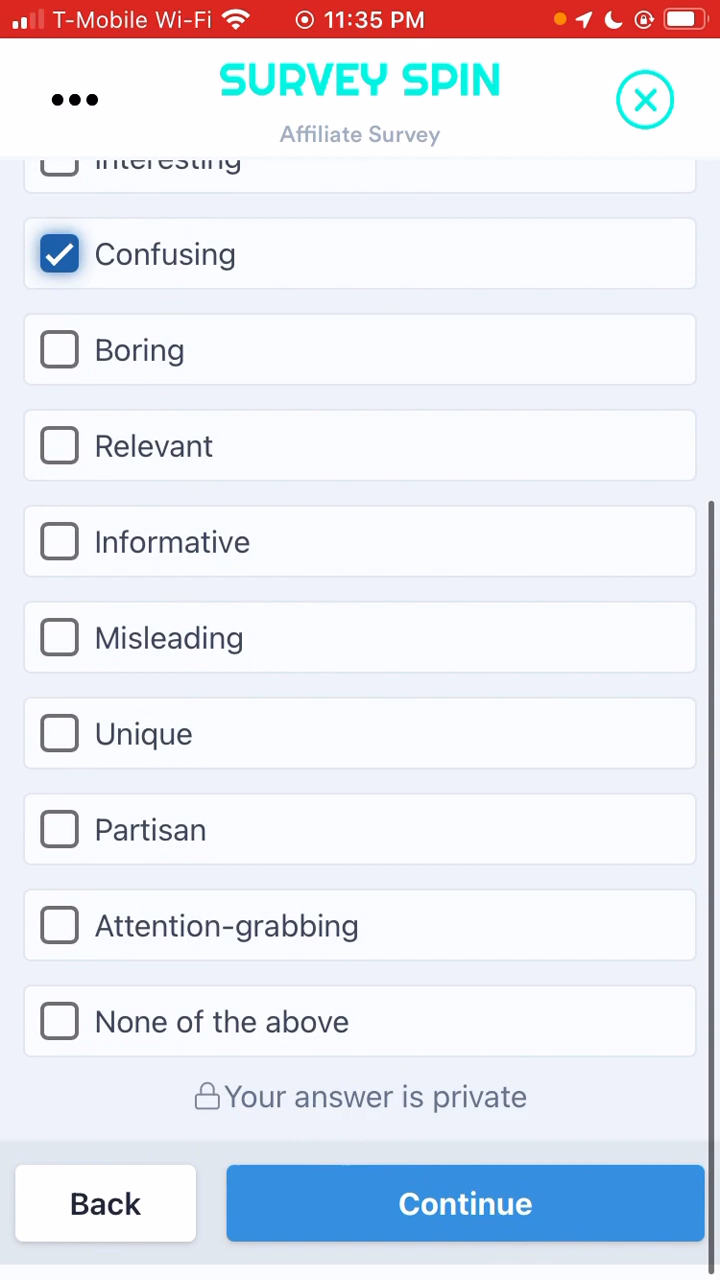 T-Mobile Wi-Fi 11:35 PM
SURVEY SPIN
Affiliate Survey
Interesting
Confusing
Boring
Relevant
Informative
Misleading
Unique
Partisan
Attention-grabbing
None of the above
Your answer is private
Back Continue